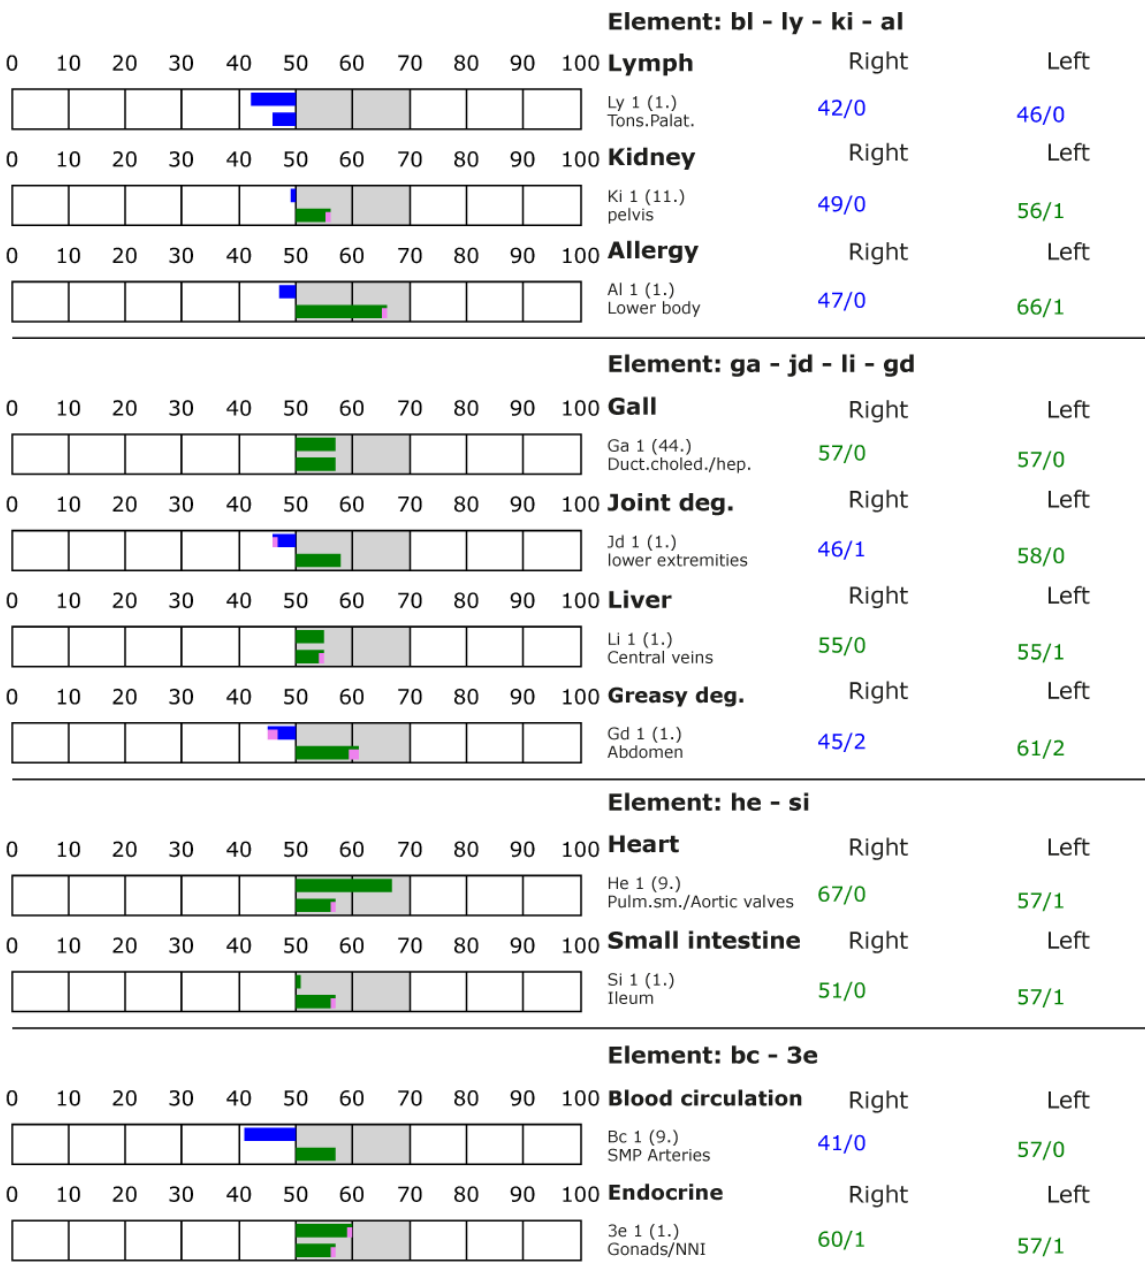 Element: bl - ly - ki - al
0 10 20 30 40 50 60 70 80 90 100 Lymph Right Left
Ly 1 (1.) 42/0 46/0
Tons.Palat.
0 10 20 30 40 50 60 70 80 90 100 Kidney Right Left
Ki 1 (11.) 49/0 56/1
pelvis
0 10 20 30 40 50 60 70 80 90 100 Allergy Right Left
Al 1 (1.) 47/0 66/1
Lower body
Element: ga - jd - li - gd
0 10 20 30 40 50 60 70 80 90 100 Gall Right Left
Ga 1 (44.) 57/0 57/0
Duct.choled./hep.
0 10 20 30 40 50 60 70 80 90 100 Joint deg. Right Left
Jd 1 (1.) 46/1 58/0
lower extremities
0 10 20 30 40 50 60 70 80 90 100 Liver Right Left
Li 1 (1.) 55/0 55/1
Central veins
0 10 20 30 40 50 60 70 80 90 100 Greasy deg. Right Left
Gd 1 (1.) 45/2 61/2
Abdomen
Element: he - si
0 10 20 30 40 50 60 70 80 90 100 Heart Right Left
He 1 (9.) 67/0 57/1
Pulm.sm./Aortic valves
0 10 20 30 40 50 60 70 80 90 100 Small intestine Right Left
Si 1 (1.) 51/0 57/1
Ileum
Element: bc - 3e
0 10 20 30 40 50 60 70 80 90 100 Blood circulation Right Left
Bc 1 (9.) 41/0 57/0
SMP Arteries
0 10 20 30 40 50 60 70 80 90 100 Endocrine Right Left
3e 1 (1.) 60/1 57/1
Gonads/NNI